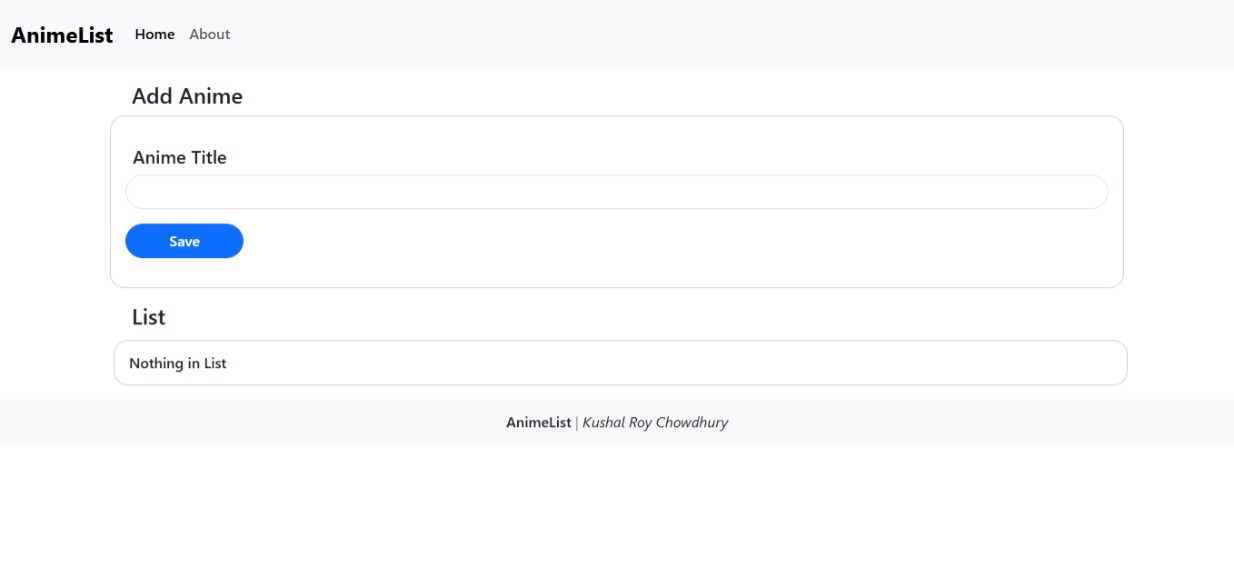 AnimeList Home About
Add Anime
Anime Title
Save
List
Nothing in List
AnimeList | Kushal Roy Chowdhury